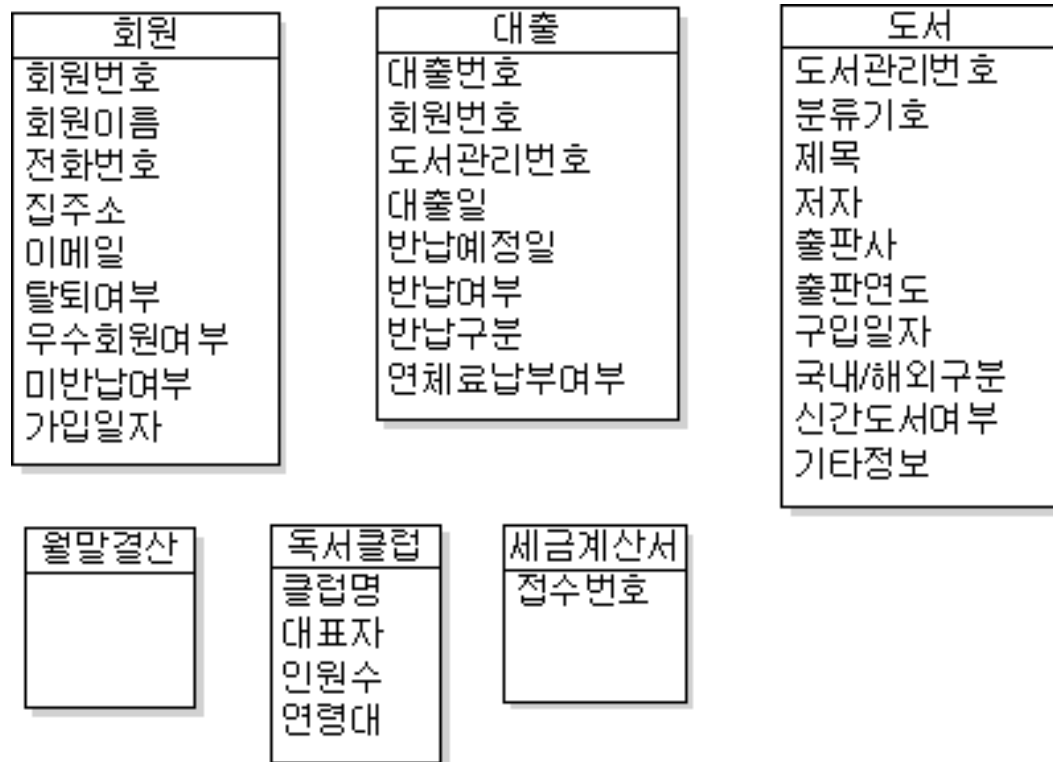 회원
회원번호
회원이름
전화번호
집주소
이메일
탈퇴여부
우수회원여부
미반납여부
가입일자
대출
대출번호
회원번호
도서관리번호
대출일
반납예정일
반납여부
반납구분
연체료납부여부
도서
도서관리번호
분류기호
제목
저자
출판사
출판연도
구입일자
국내/해외구분
신간도서여부
기타정보
월말결산
독서클럽
클럽명
대표자
인원수
연령대
세금계산서
접수번호